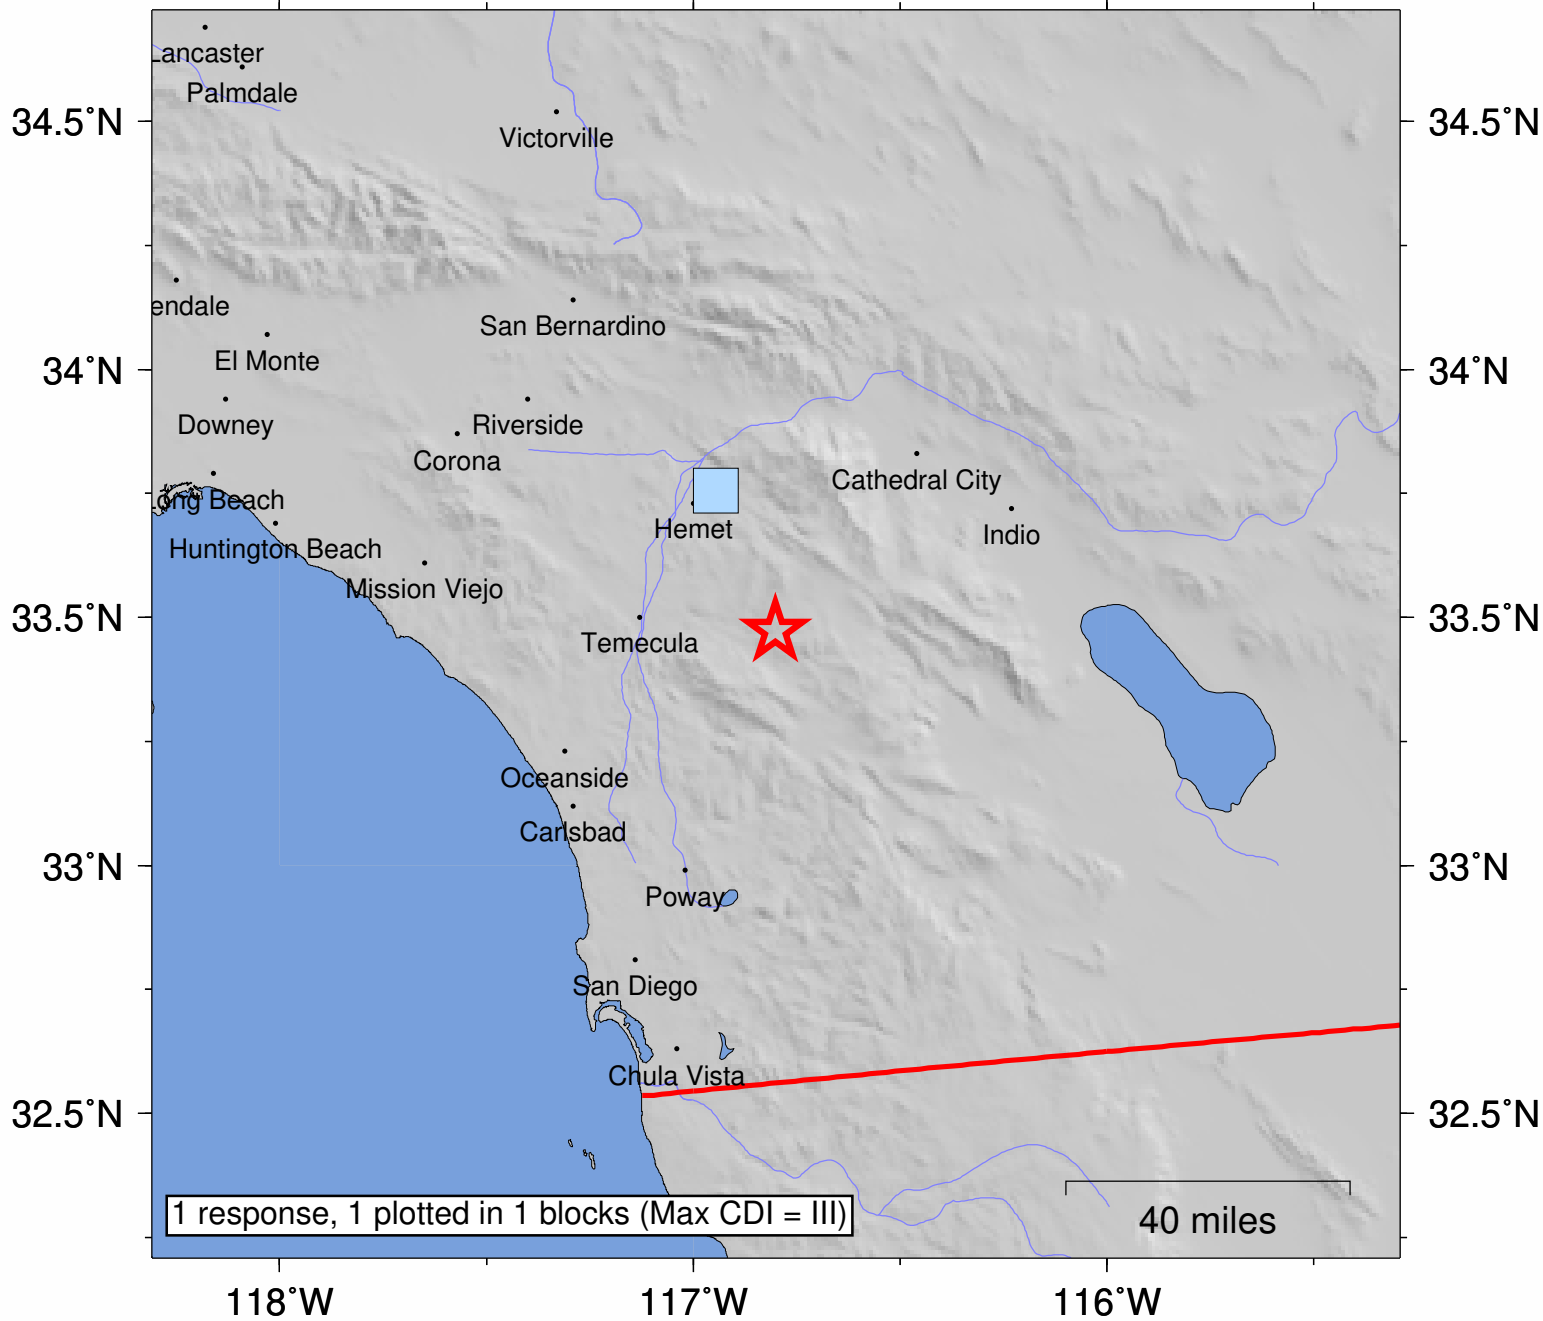 ancaster
Palmdale
34.5˚N
34.5˚N
Victorville
endale
San Bernardino
El Monte
34˚N
34˚N
Downey
Riverside
Corona
Cathedral City
ong Beach
Hemet
Indio
Huntington Beach
Mission Viejo
33.5˚N
33.5˚N
Temecula
Oceanside
Carlsbad
33˚N
33˚N
Poway
San Diego
Chula Vista
32.5˚N
32.5˚N
1 response, 1 plotted in 1 blocks (Max CDI = III)
40 miles
118˚W
117˚W
116˚W